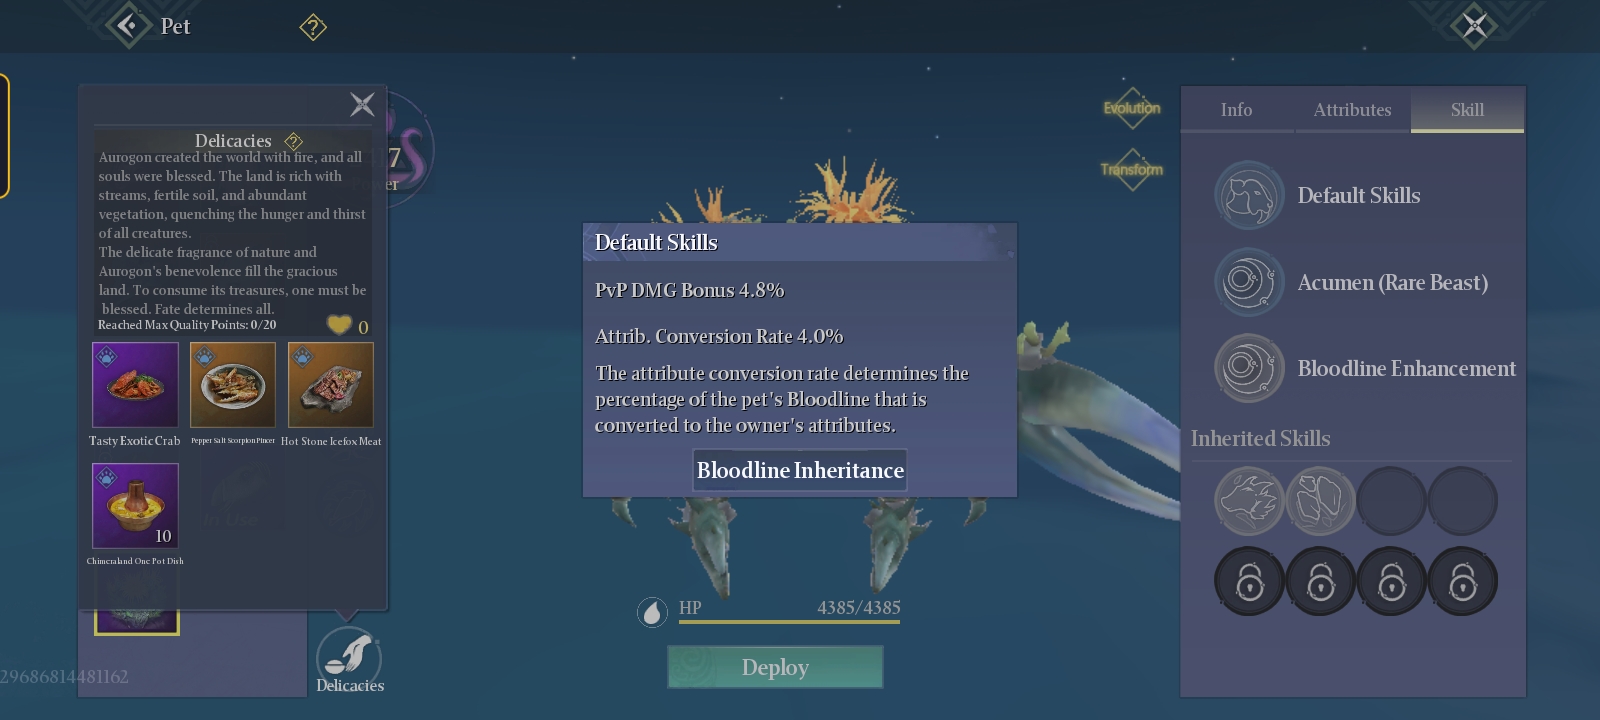 Pet
?
Delicacies ?
Aurogon created the world with fire, and all
souls were blessed. The land is rich with
streams, fertile soil, and abundant
vegetation, quenching the hunger and thirst
of all creatures.
The delicate fragrance of nature and
Aurogon's benevolence fill the gracious
land. To consume its treasures, one must be
blessed. Fate determines all.
Reached Max Quality Points: 0/20
0
Tasty Exotic Crab
Pepper Salt Scorpion Pincer
Hot Stone Icefox Meat
In Use
10
Chimeraland One Pot Dish
Delicacies
29686814481162
7
Evolution
Transform
Default Skills
PvP DMG Bonus 4.8%
Attrib. Conversion Rate 4.0%
The attribute conversion rate determines the
percentage of the pet's Bloodline that is
converted to the owner's attributes.
Bloodline Inheritance
HP 4385/4385
Deploy
Info Attributes Skill
Default Skills
Acumen (Rare Beast)
Bloodline Enhancement
Inherited Skills